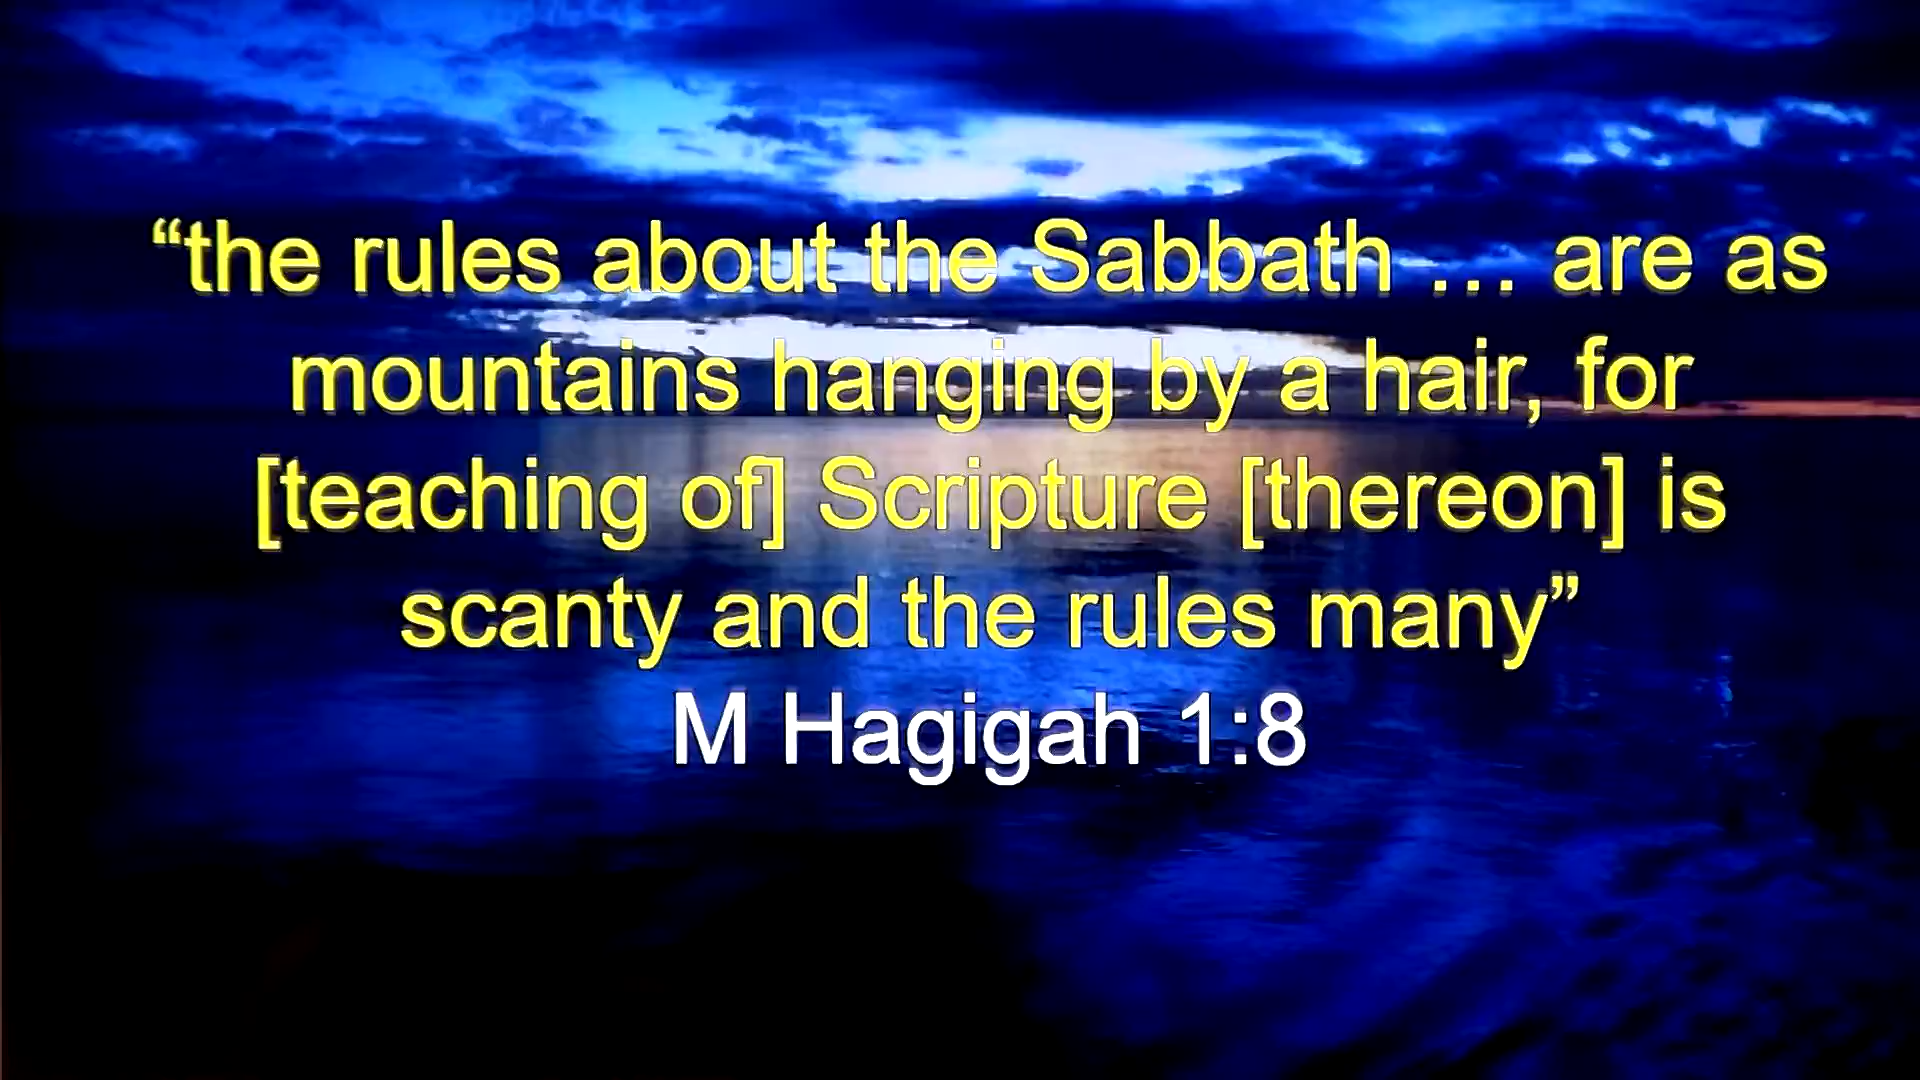 “the rules about the Sabbath … are as
mountains hanging by a hair, for
[teaching of] Scripture [thereon] is
scanty and the rules many”
M Hagigah 1:8